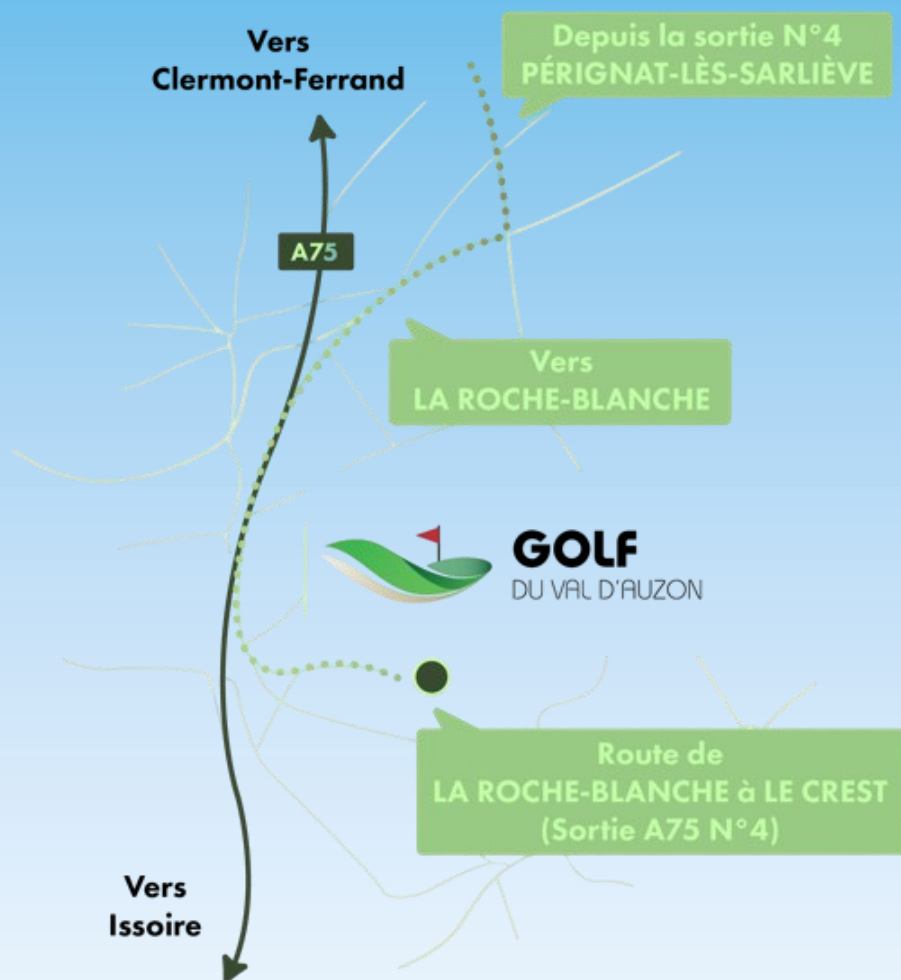 Vers
Clermont-Ferrand
Depuis la sortie N°4
PÉRIGNAT-LÈS-SARLIÈVE
A75
Vers
LA ROCHE-BLANCHE
GOLF
DU VAL D'AUZON
Route de
LA ROCHE-BLANCHE à LE CREST
(Sortie A75 N°4)
Vers
Issoire